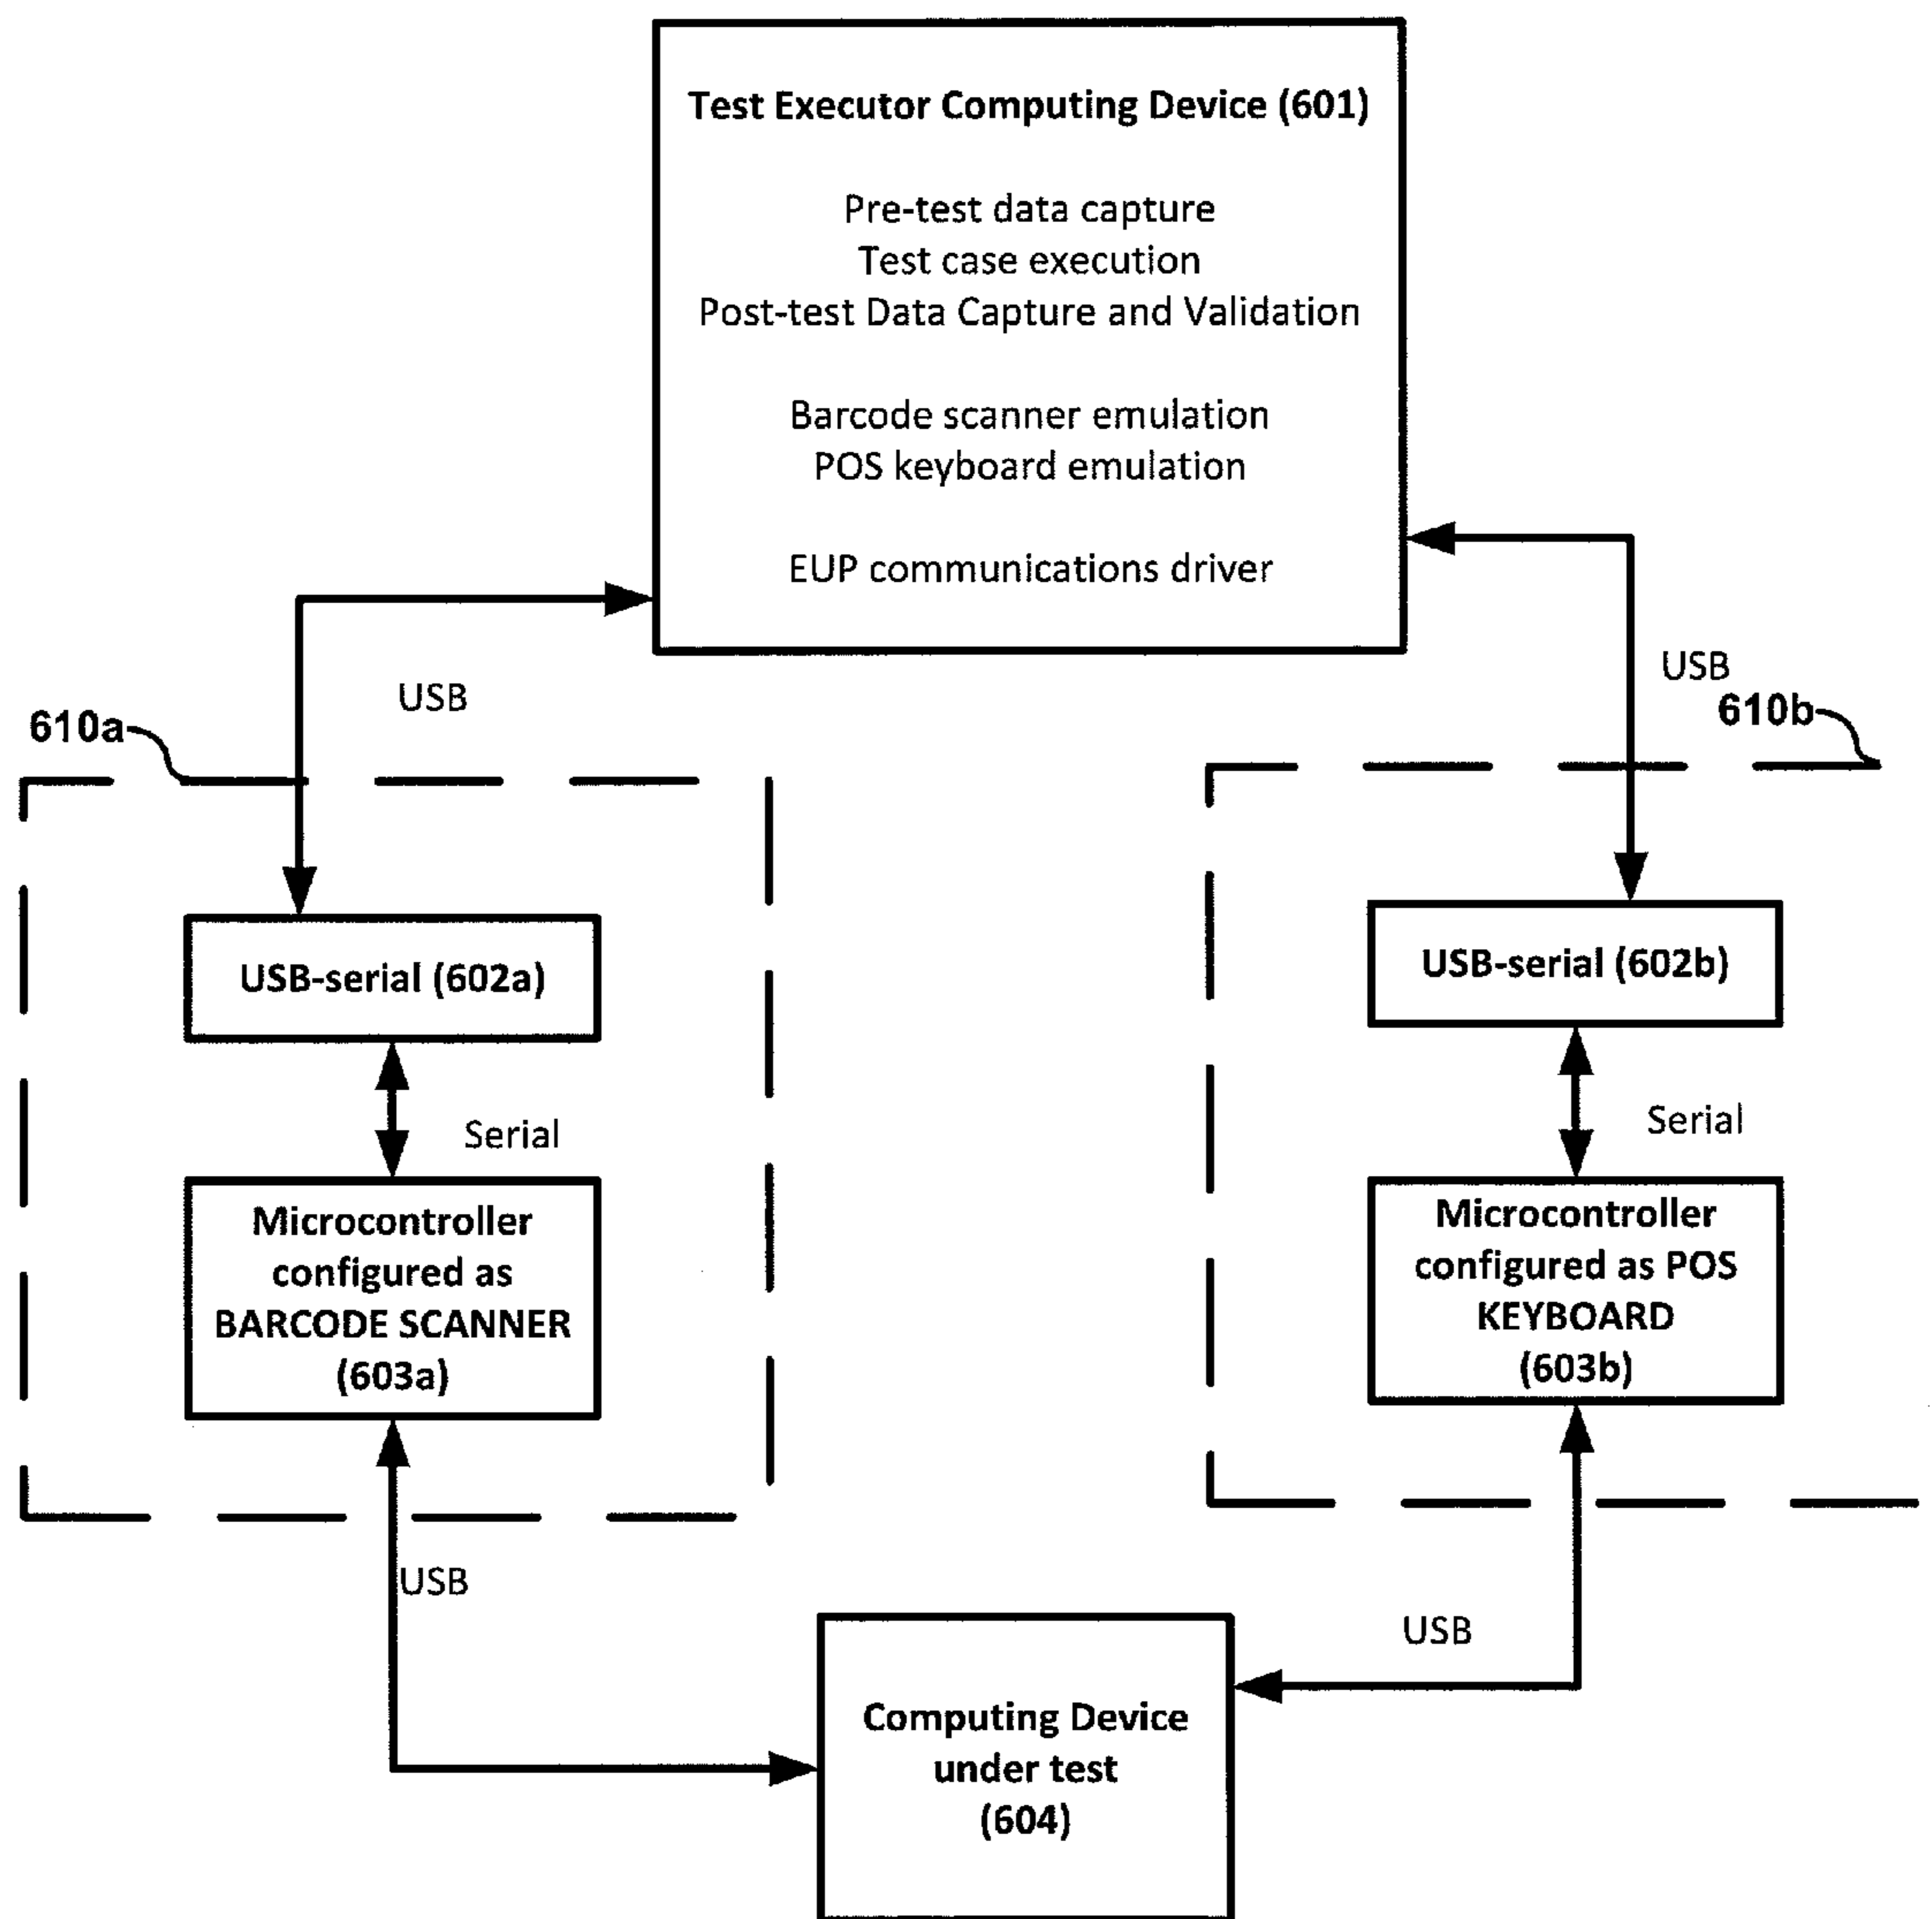 Test Executor Computing Device (601)
Pre-test data capture
Test case execution
Post-test Data Capture and Validation
Barcode scanner emulation
POS keyboard emulation
EUP communications driver
USB
USB
610a
610b
USB-serial (602a)
USB-serial (602b)
Serial
Serial
Microcontroller
configured as
BARCODE SCANNER
(603a)
Microcontroller
configured as POS
KEYBOARD
(603b)
USB
USB
Computing Device
under test
(604)